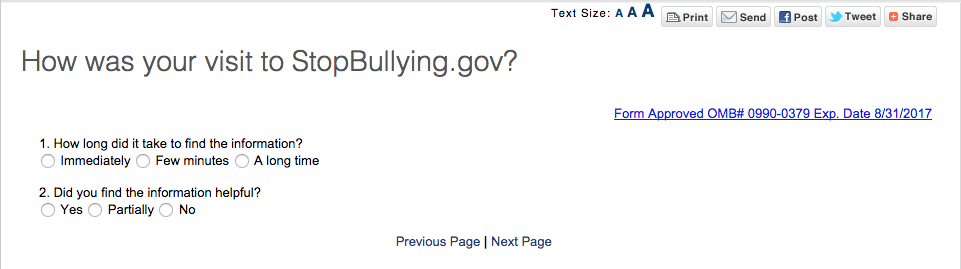 Text Size: A A A Print Send Post Tweet Share
How was your visit to StopBullying.gov?
Form Approved OMB# 0990-0379 Exp. Date 8/31/2017
1. How long did it take to find the information?
Immediately Few minutes A long time
2. Did you find the information helpful?
Yes Partially No
Previous Page | Next Page